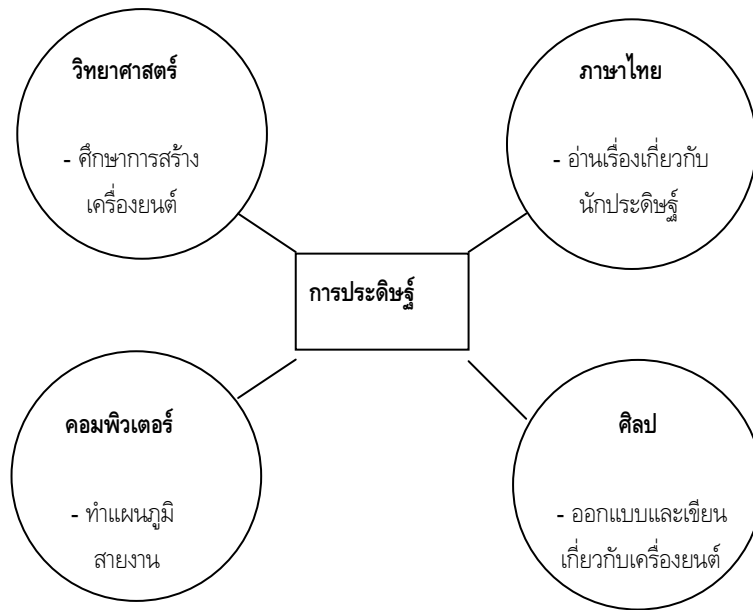 วิทยาศาสตร์
- ศึกษาการสร้าง
เครื่องยนต์
ภาษาไทย
- อ่านเรื่องเกี่ยวกับ
นักประดิษฐ์
การประดิษฐ์
คอมพิวเตอร์
- ทำแผนภูมิ
สายงาน
ศิลป
- ออกแบบและเขียน
เกี่ยวกับเครื่องยนต์